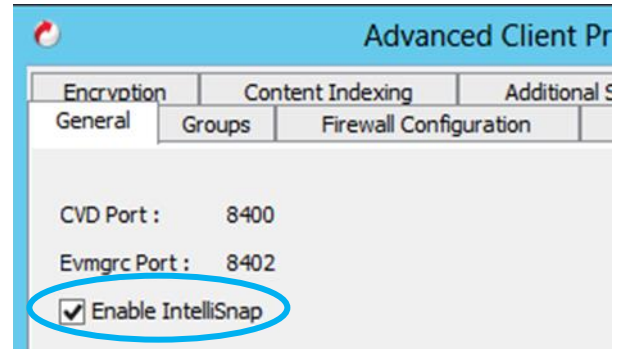 Advanced Client Pr
Encryption Content Indexing Additional S
General Groups Firewall Configuration
CVD Port : 8400
Evmgrc Port : 8402
Enable IntelliSnap